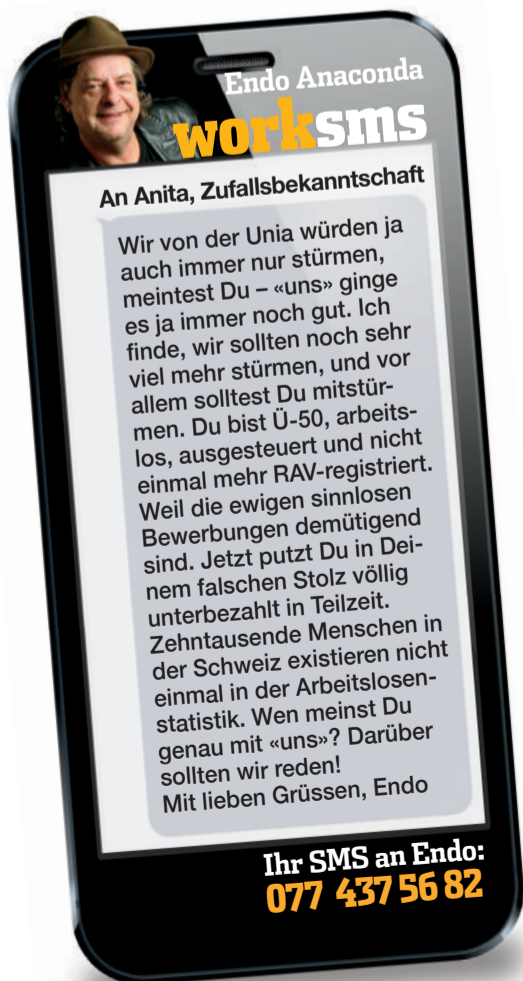 Endo Anaconda
worksms
An Anita, Zufallsbekanntschaft
Wir von der Unia würden ja
auch immer nur stürmen,
meintest Du – «uns» ginge
es ja immer noch gut. Ich
finde, wir sollten noch sehr
viel mehr stürmen, und vor
allem solltest Du mitstür-
men. Du bist Ü-50, arbeits-
los, ausgesteuert und nicht
einmal mehr RAV-registriert.
Weil die ewigen sinnlosen
Bewerbungen demütigend
sind. Jetzt putzt Du in Dei-
nem falschen Stolz völlig
unterbezahlt in Teilzeit.
Zehntausende Menschen in
der Schweiz existieren nicht
einmal in der Arbeitslosen-
statistik. Wen meinst Du
genau mit «uns»? Darüber
sollten wir reden!
Mit lieben Grüssen, Endo
Ihr SMS an Endo:
077 437 56 82